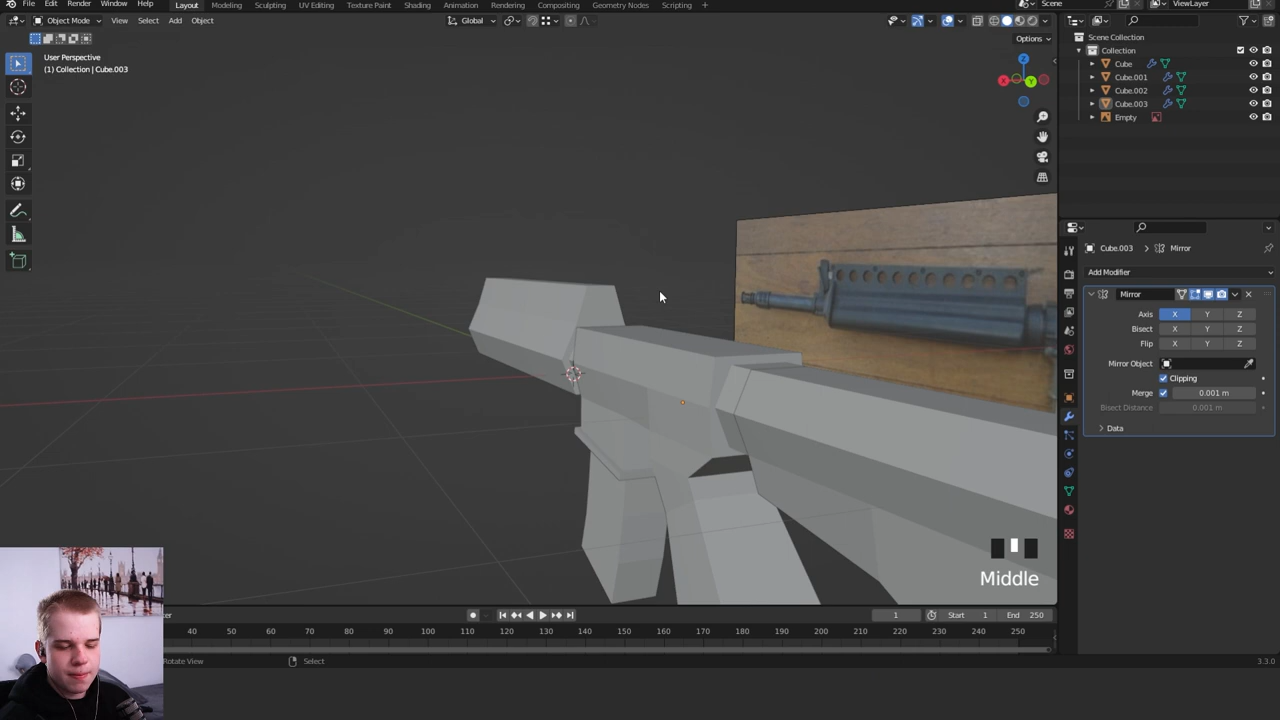 File Edit Render Window Help Layout Modeling Sculpting UV Editing Texture Paint Shading Animation Rendering Compositing Geometry Nodes Scripting + Scene ViewLayer
Object Mode View Select Add Object Global
Options
User Perspective
(1) Collection | Cube.003
Scene Collection
Collection
Cube
Cube.001
Cube.002
Cube.003
Empty
X
Y
Z
Cube.003 > Mirror
Add Modifier
Mirror
Axis X Y Z
Bisect X Y Z
Flip X Y Z
Mirror Object
Clipping
Merge 0.001 m
Bisect Distance 0.001 m
Data
Middle
1 Start 1 End 250
40 50 60 70 80 90 100 110 120 130 140 150 160 170 180 190 200 210 220 230 240 250
Rotate View Select 3.3.0